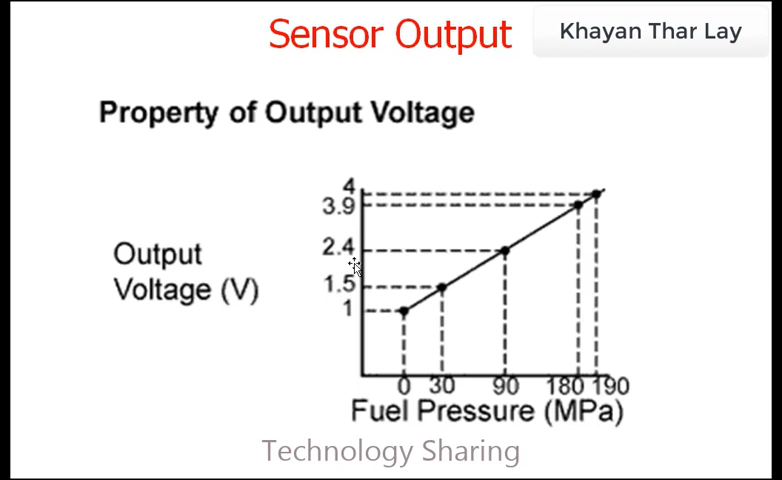 Sensor Output
Khayan Thar Lay
Property of Output Voltage
4
3.9
2.4
1.5
1
Output
Voltage (V)
0 30 90 180 190
Fuel Pressure (MPa)
Technology Sharing